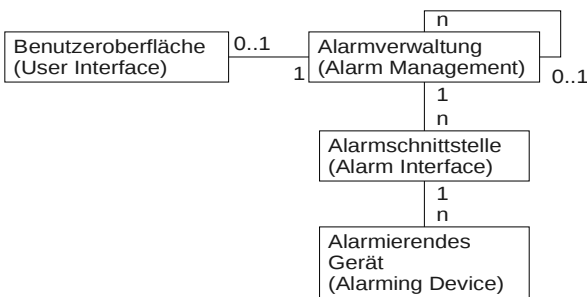 n
Benutzeroberfläche
(User Interface)
0..1
1
Alarmverwaltung
(Alarm Management)
0..1
1
n
Alarmschnittstelle
(Alarm Interface)
1
n
Alarmierendes
Gerät
(Alarming Device)